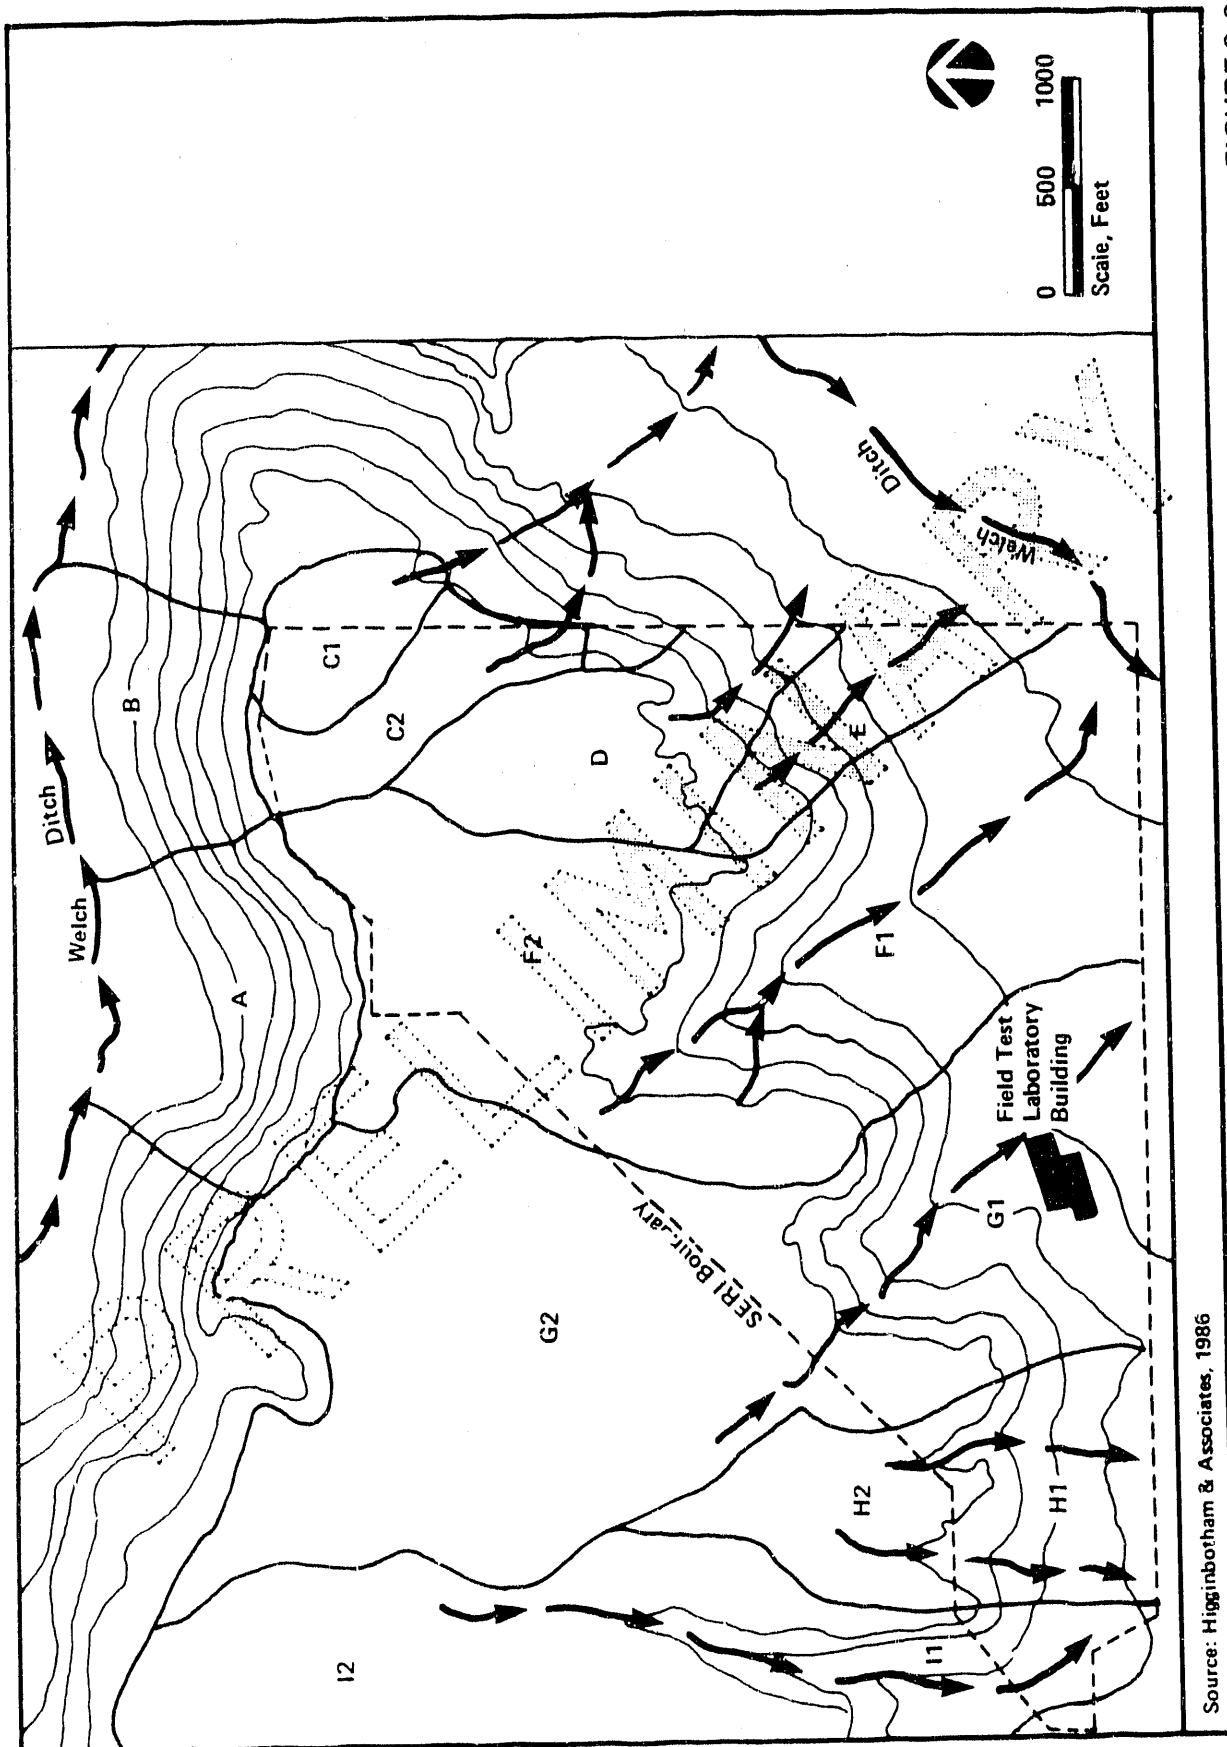 PRELIMINARY
Welch
Ditch
B
A
C1
C2
D
E
F2
F1
G2
G1
H2
H1
I2
I1
SERI Boundary
Field Test
Laboratory
Building
Ditch
Welch
0 500 1000
Scale, Feet
Source: Higginbotham & Associates, 1986